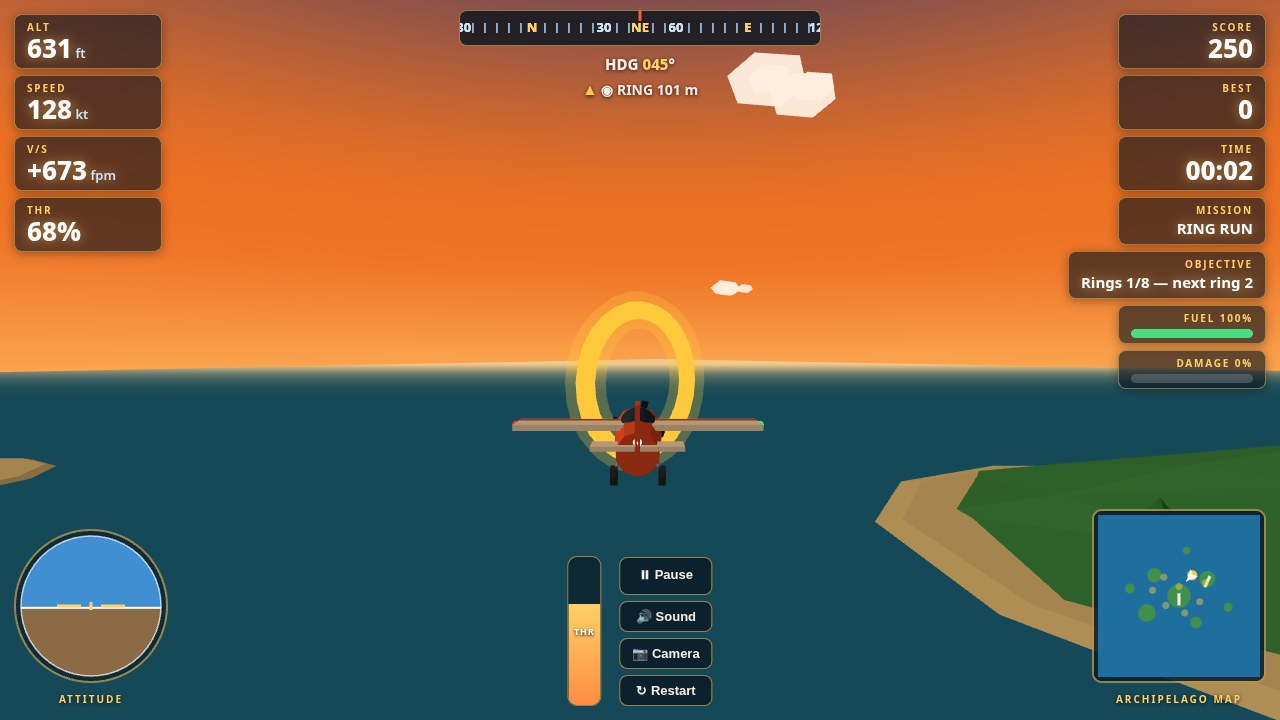 ALT
631 ft
SPEED
128 kt
V/S
+673 fpm
THR
68%
30 N 30 NE 60 E 12
HDG 045°
▲ ◉ RING 101 m
SCORE
250
BEST
0
TIME
00:02
MISSION
RING RUN
OBJECTIVE
Rings 1/8 — next ring 2
FUEL 100%
DAMAGE 0%
THR
⏸ Pause
🔊 Sound
📷 Camera
↻ Restart
ATTITUDE
ARCHIPELAGO MAP